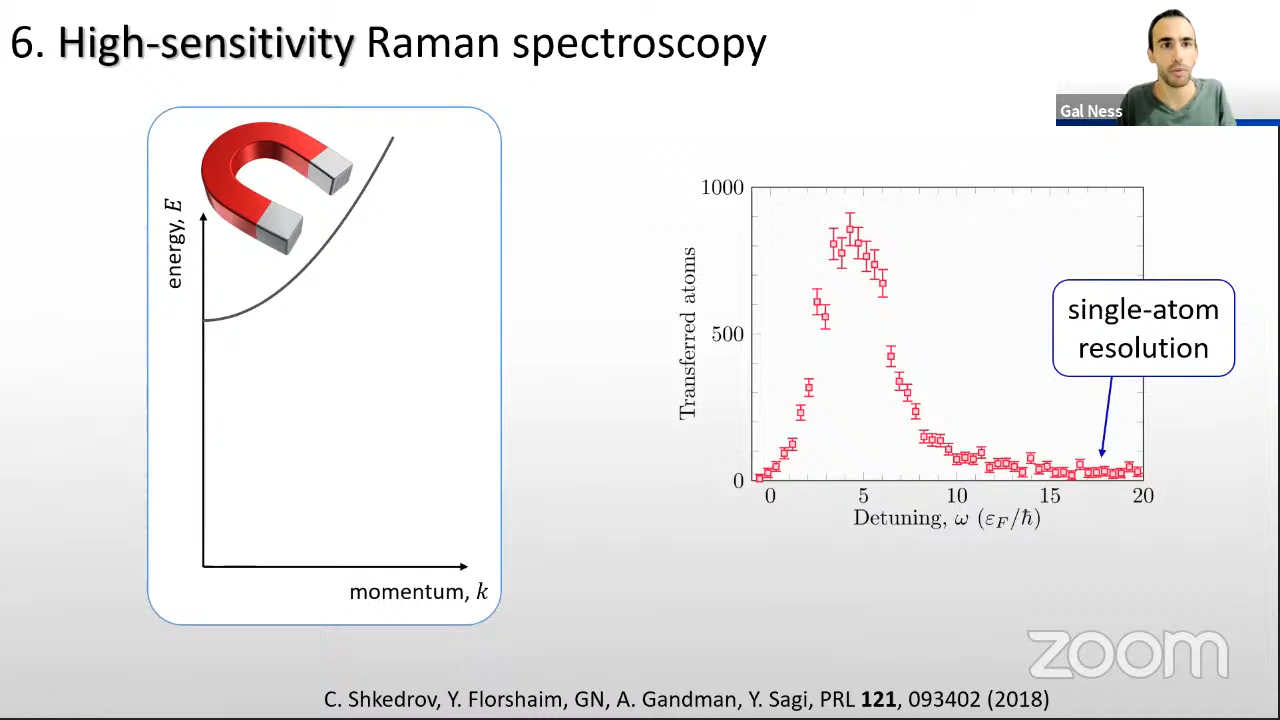 6. High-sensitivity Raman spectroscopy
Gal Ness
energy, E
momentum, k
1000
500
0
Transferred atoms
0 5 10 15 20
Detuning, ω (ε_F/ħ)
single-atom
resolution
zoom
C. Shkedrov, Y. Florshaim, GN, A. Gandman, Y. Sagi, PRL 121, 093402 (2018)